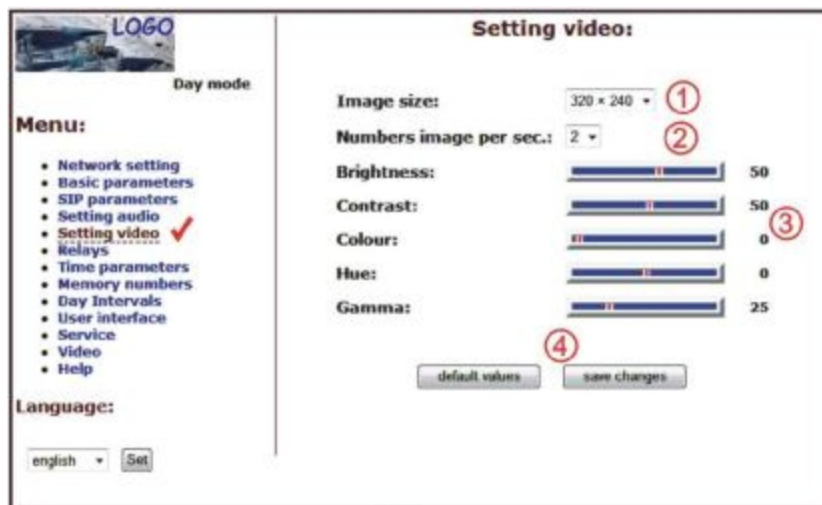 LOGO
Day mode
Menu:
• Network setting
• Basic parameters
• SIP parameters
• Setting audio
• Setting video
• Relays
• Time parameters
• Memory numbers
• Day Intervals
• User interface
• Service
• Video
• Help
Language:
english Set
Setting video:
Image size: 320 × 240 ①
Numbers image per sec.: 2 ②
Brightness: 50
Contrast: 50
③
Colour: 0
Hue: 0
Gamma: 25
④
default values save changes